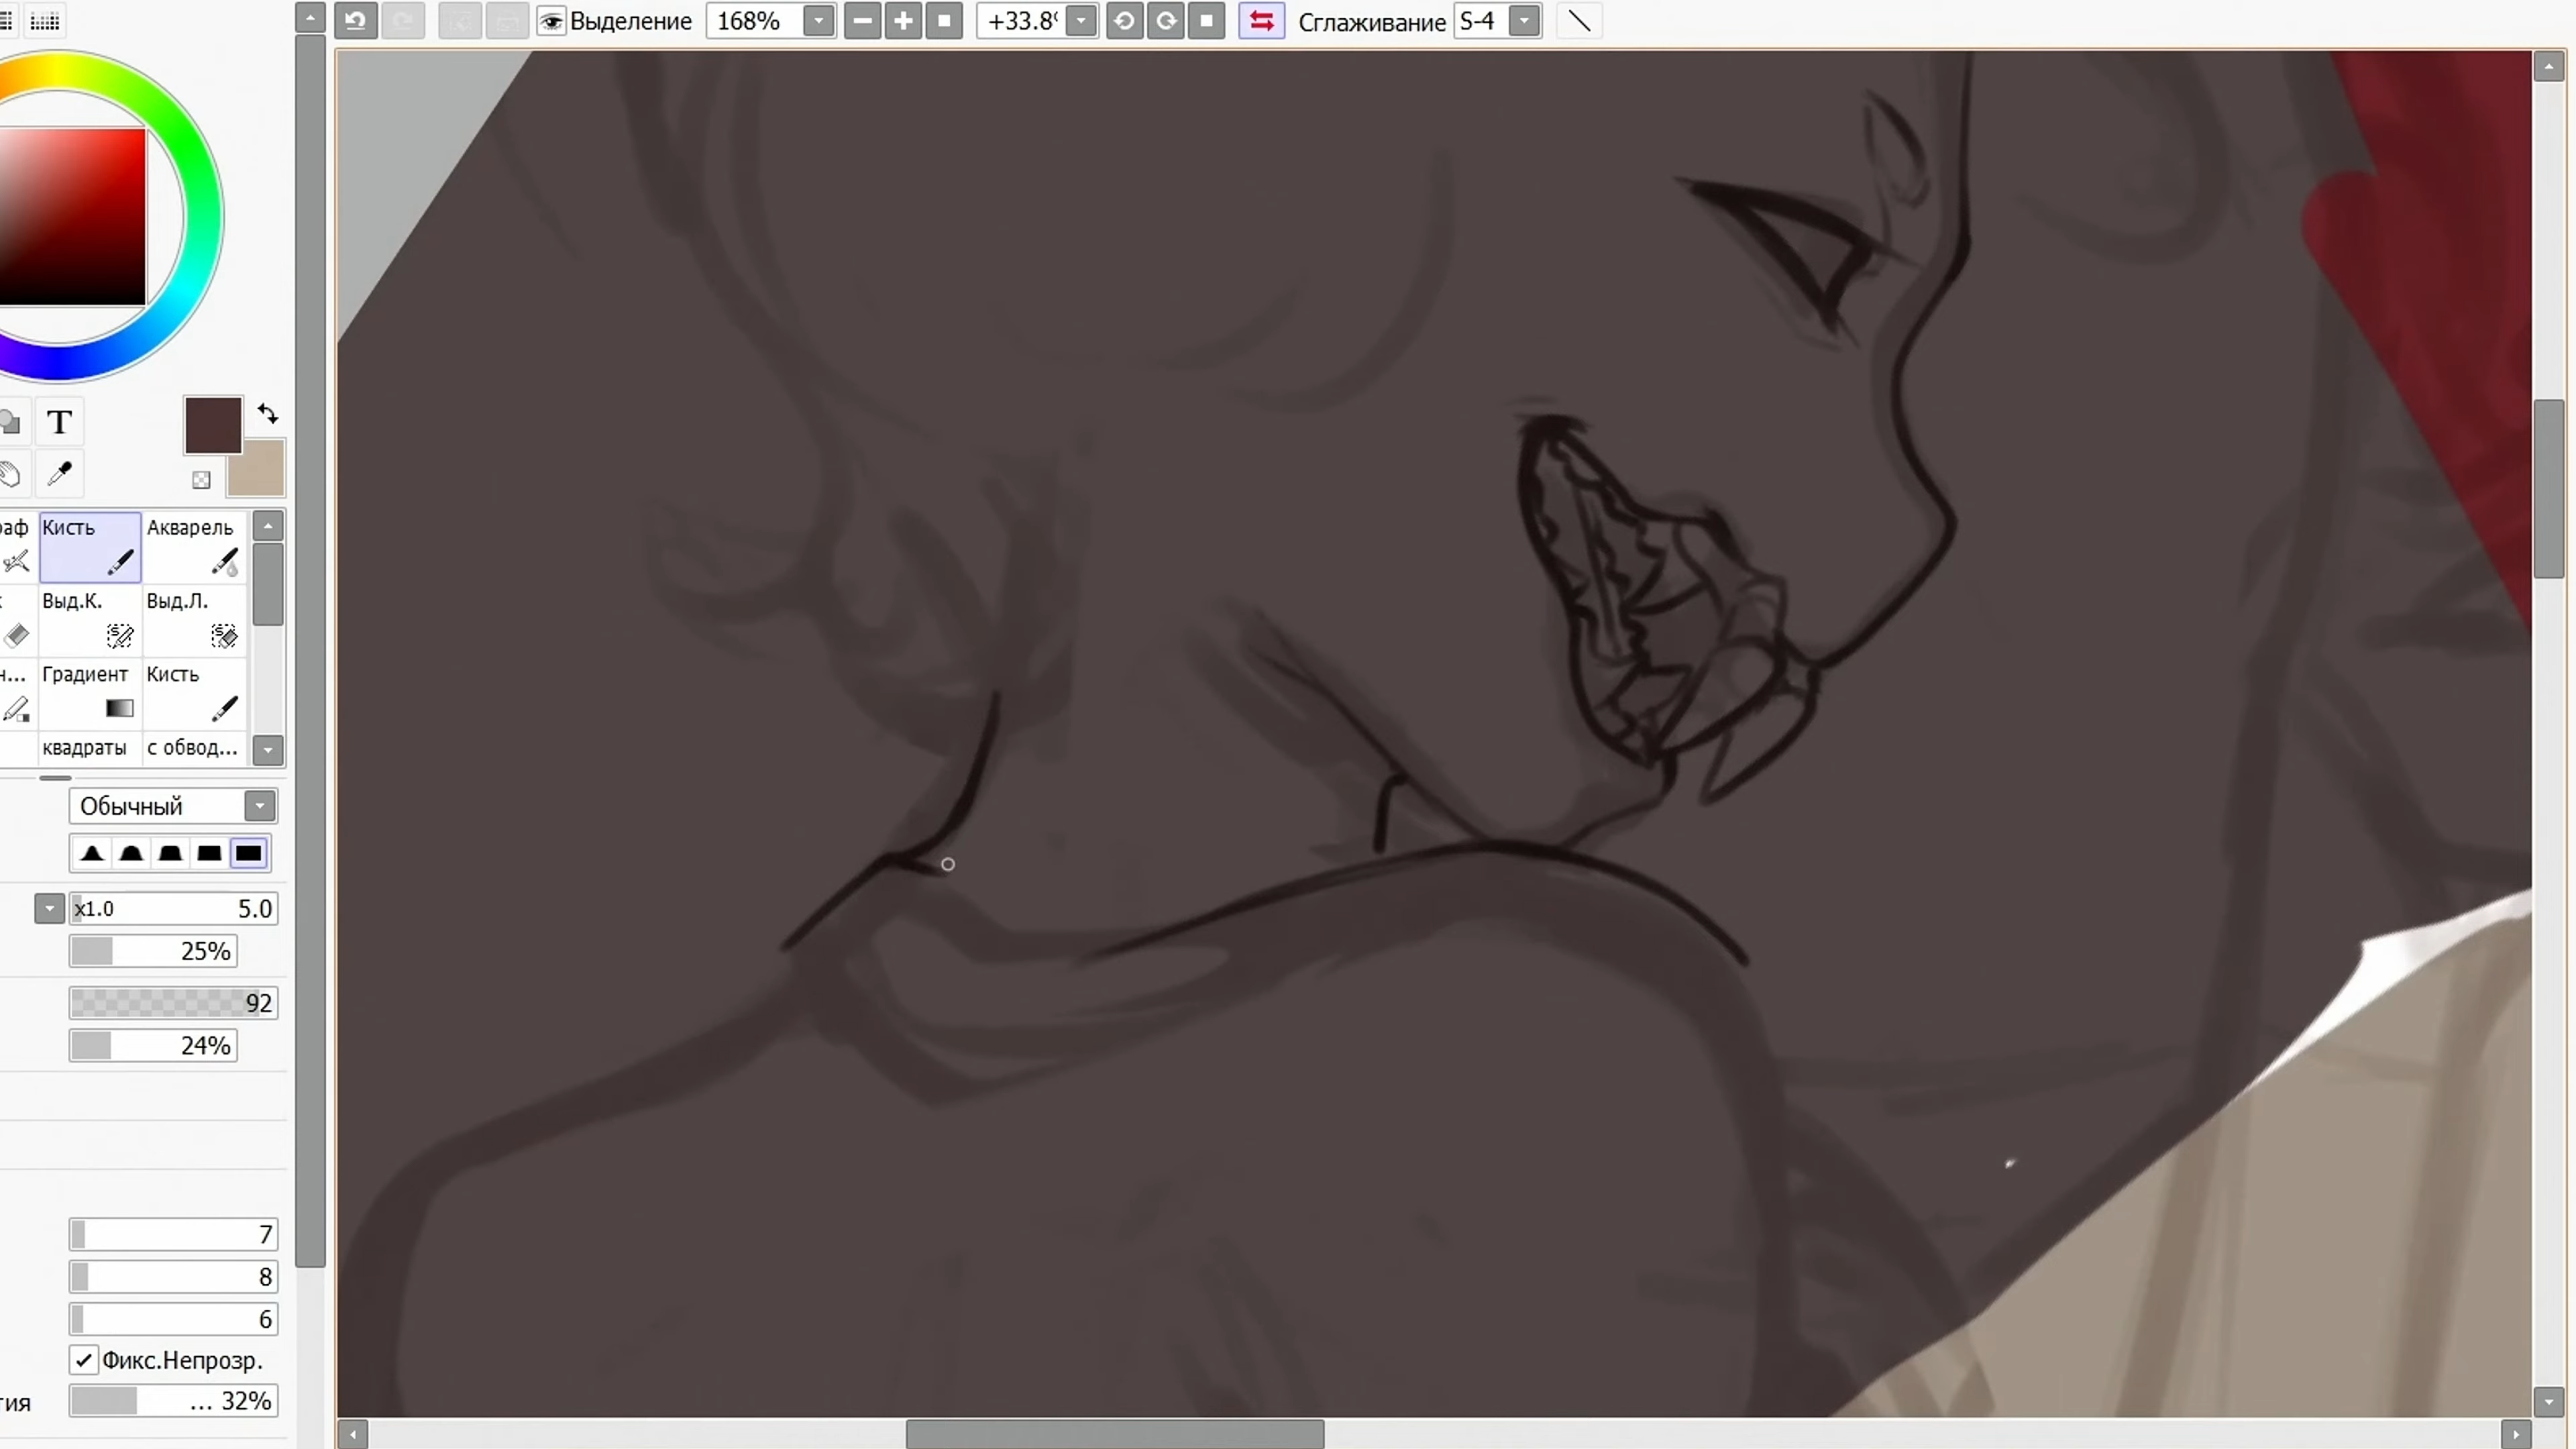 Выделение 168% +33.8° Сглаживание S-4
T
Кисть Акварель
Выд.К. Выд.Л.
Градиент Кисть
квадраты с обвод...
Обычный
x1.0 5.0
25%
92
24%
7
8
6
Фикс.Непрозр.
... 32%